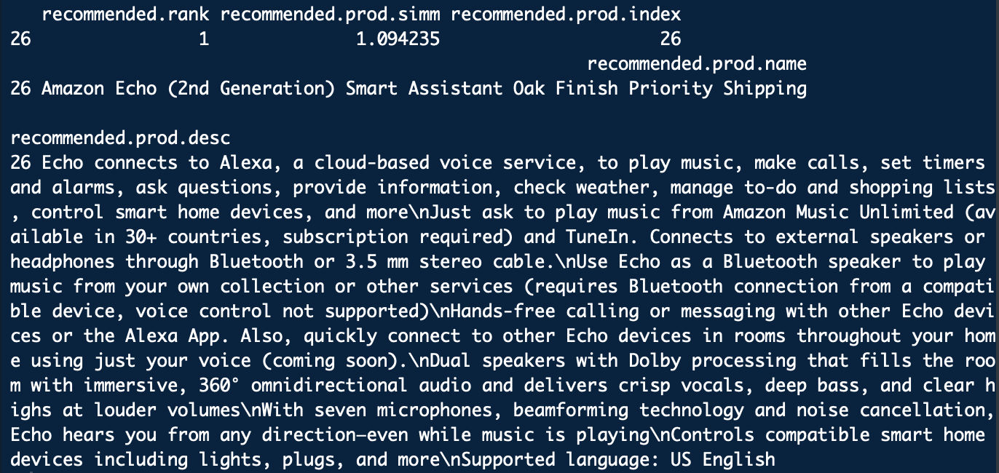 recommended.rank recommended.prod.simm recommended.prod.index
26 1 1.094235 26
recommended.prod.name
26 Amazon Echo (2nd Generation) Smart Assistant Oak Finish Priority Shipping
recommended.prod.desc
26 Echo connects to Alexa, a cloud-based voice service, to play music, make calls, set timers
and alarms, ask questions, provide information, check weather, manage to-do and shopping lists
, control smart home devices, and more\nJust ask to play music from Amazon Music Unlimited (av
ailable in 30+ countries, subscription required) and TuneIn. Connects to external speakers or
headphones through Bluetooth or 3.5 mm stereo cable.\nUse Echo as a Bluetooth speaker to play
music from your own collection or other services (requires Bluetooth connection from a compati
ble device, voice control not supported)\nHands-free calling or messaging with other Echo devi
ces or the Alexa App. Also, quickly connect to other Echo devices in rooms throughout your hom
e using just your voice (coming soon).\nDual speakers with Dolby processing that fills the roo
m with immersive, 360° omnidirectional audio and delivers crisp vocals, deep bass, and clear h
ighs at louder volumes\nWith seven microphones, beamforming technology and noise cancellation,
Echo hears you from any direction—even while music is playing\nControls compatible smart home
devices including lights, plugs, and more\nSupported language: US English